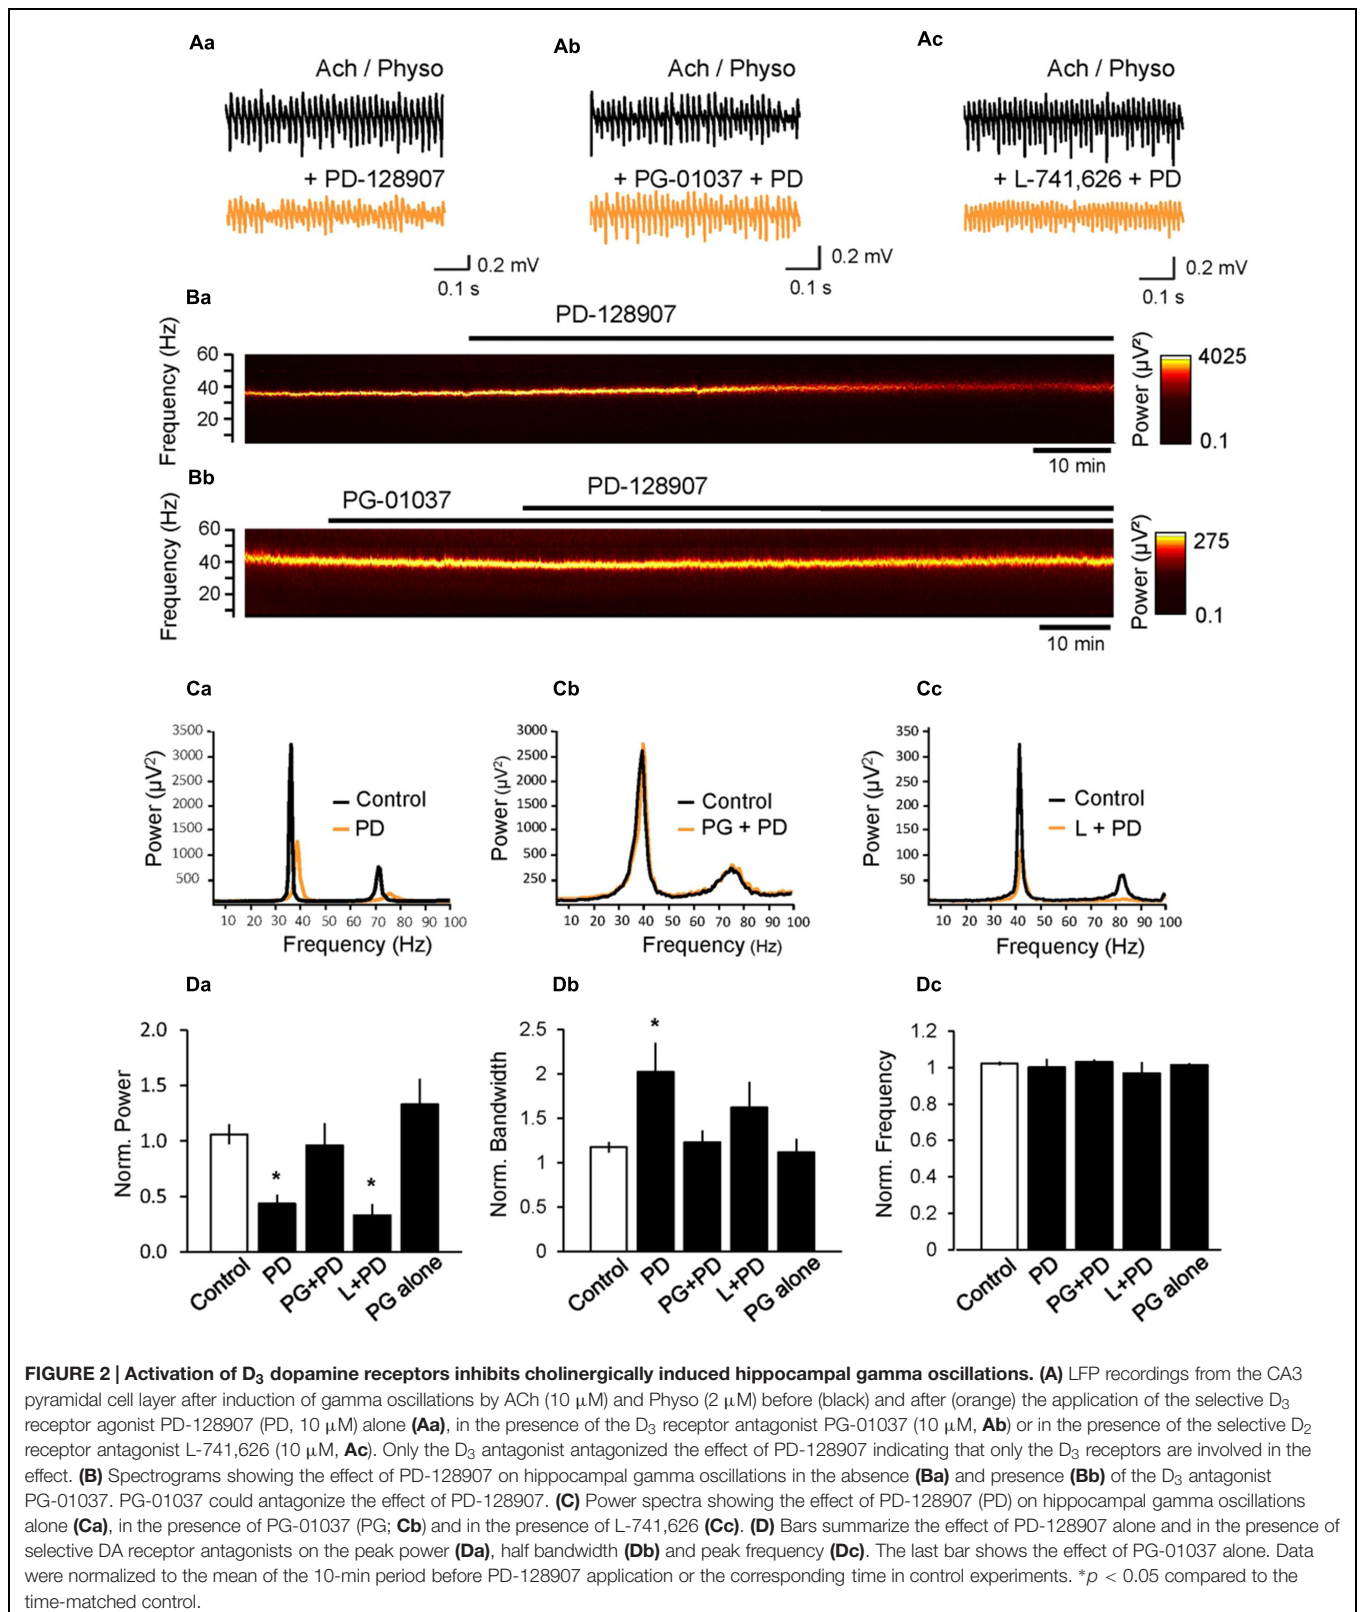 Aa
Ab
Ac
Ach / Physo
Ach / Physo
Ach / Physo
+ PD-128907
+ PG-01037 + PD
+ L-741,626 + PD
0.2 mV
0.1 s
0.2 mV
0.1 s
0.2 mV
0.1 s
Ba
PD-128907
Frequency (Hz)
60
40
20
Power (µV²)
4025
0.1
10 min
Bb
PG-01037
PD-128907
Frequency (Hz)
60
40
20
Power (µV²)
275
0.1
10 min
Ca
Power (µV²)
3500
3000
2500
2000
1500
1000
500
Control
PD
10 20 30 40 50 60 70 80 90 100
Frequency (Hz)
Cb
Power (µV²)
3000
2500
2000
1500
1000
500
250
Control
PG + PD
10 20 30 40 50 60 70 80 90 100
Frequency (Hz)
Cc
Power (µV²)
350
300
250
200
150
100
50
Control
L + PD
10 20 30 40 50 60 70 80 90 100
Frequency (Hz)
Da
Norm. Power
2.0
1.5
1.0
0.5
0.0
*
*
Control
PD
PG+PD
L+PD
PG alone
Db
Norm. Bandwidth
2.5
2
1.5
1
0.5
0
*
Control
PD
PG+PD
L+PD
PG alone
Dc
Norm. Frequency
1.2
1
0.8
0.6
0.4
0.2
0
Control
PD
PG+PD
L+PD
PG alone
FIGURE 2 | Activation of D₃ dopamine receptors inhibits cholinergically induced hippocampal gamma oscillations. (A) LFP recordings from the CA3
pyramidal cell layer after induction of gamma oscillations by ACh (10 µM) and Physo (2 µM) before (black) and after (orange) the application of the selective D₃
receptor agonist PD-128907 (PD, 10 µM) alone (Aa), in the presence of the D₃ receptor antagonist PG-01037 (10 µM, Ab) or in the presence of the selective D₂
receptor antagonist L-741,626 (10 µM, Ac). Only the D₃ antagonist antagonized the effect of PD-128907 indicating that only the D₃ receptors are involved in the
effect. (B) Spectrograms showing the effect of PD-128907 on hippocampal gamma oscillations in the absence (Ba) and presence (Bb) of the D₃ antagonist
PG-01037. PG-01037 could antagonize the effect of PD-128907. (C) Power spectra showing the effect of PD-128907 (PD) on hippocampal gamma oscillations
alone (Ca), in the presence of PG-01037 (PG; Cb) and in the presence of L-741,626 (Cc). (D) Bars summarize the effect of PD-128907 alone and in the presence of
selective DA receptor antagonists on the peak power (Da), half bandwidth (Db) and peak frequency (Dc). The last bar shows the effect of PG-01037 alone. Data
were normalized to the mean of the 10-min period before PD-128907 application or the corresponding time in control experiments. *p < 0.05 compared to the
time-matched control.